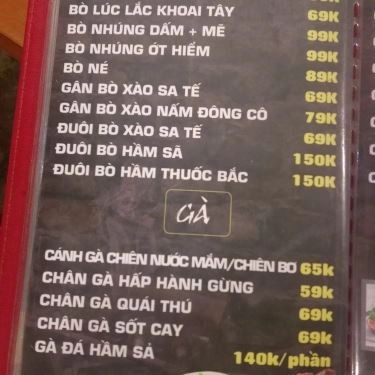 BÒ LÚC LẮC KHOAI TÂY 69K
BÒ NHÚNG DẤM + MẼ 99K
BÒ NHÚNG ỚT HIỂM 99K
BÒ NÉ 89K
GÂN BÒ XÀO SA TẾ 69K
GÂN BÒ XÀO NẤM ĐÔNG CÔ 79K
ĐUÔI BÒ XÀO SA TẾ 69K
ĐUÔI BÒ HẦM SÃ 150K
ĐUÔI BÒ HẦM THUỐC BẮC 150K
GÀ
CÁNH GÀ CHIÊN NƯỚC MẮM/CHIÊN BƠ 65k
CHÂN GÀ HẤP HÀNH GỪNG 59k
CHÂN GÀ QUÁI THÚ 69k
CHÂN GÀ SỐT CAY 69k
GÀ ĐÁ HẦM SẢ 140k/phần